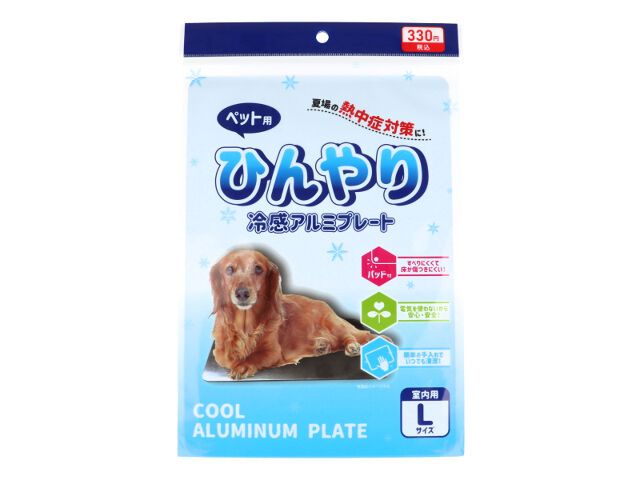 330円
税込
ペット用
夏場の熱中症対策に!
ひんやり
冷感アルミプレート
パッド付
すべりにくくて
床が傷つきにくい!
電気を使わないから
安心・安全!
簡単お手入れで
いつでも清潔!
COOL
ALUMINUM PLATE
室内用
L
サイズ